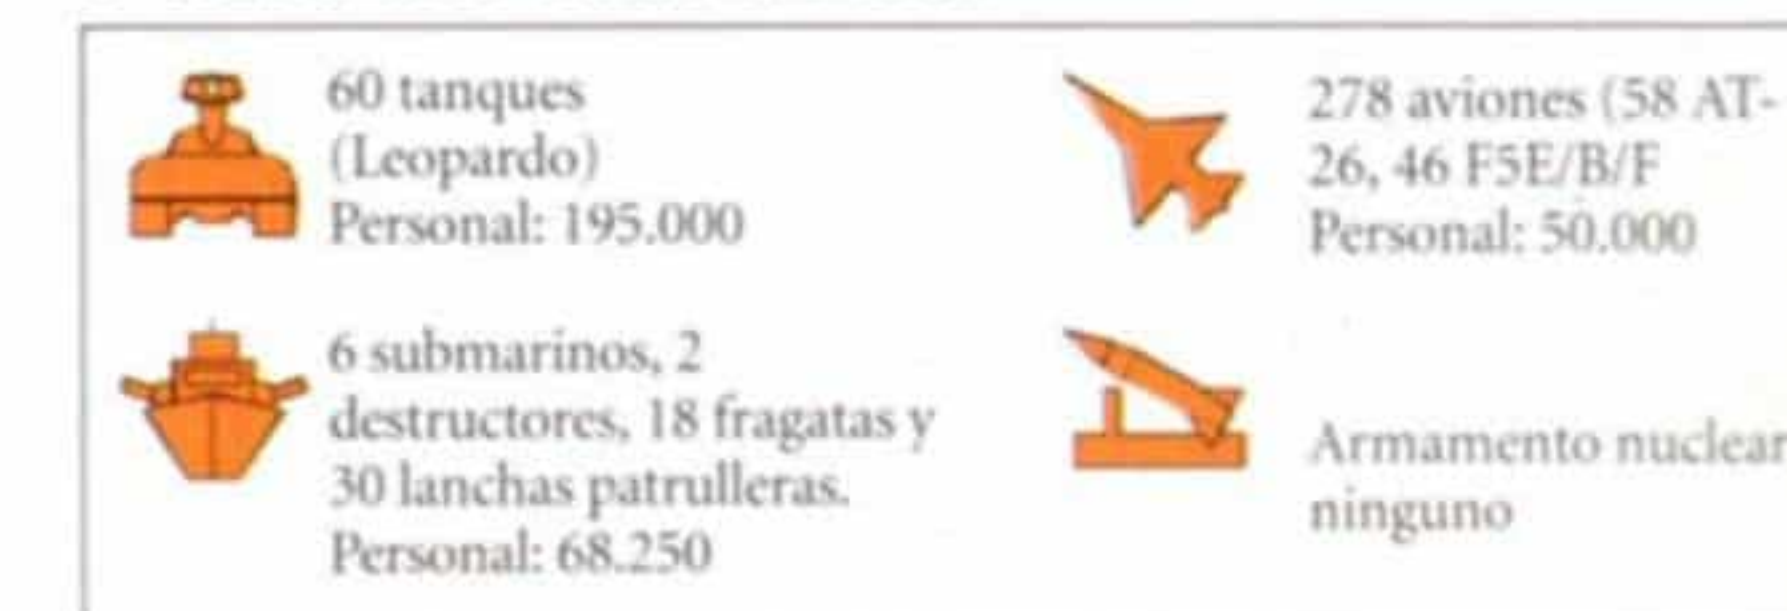 60 tanques
(Leopardo)
Personal: 195.000
278 aviones (58 AT-
26, 46 F5E/B/F
Personal: 50.000
6 submarinos, 2
destructores, 18 fragatas y
30 lanchas patrulleras.
Personal: 68.250
Armamento nuclear
ninguno